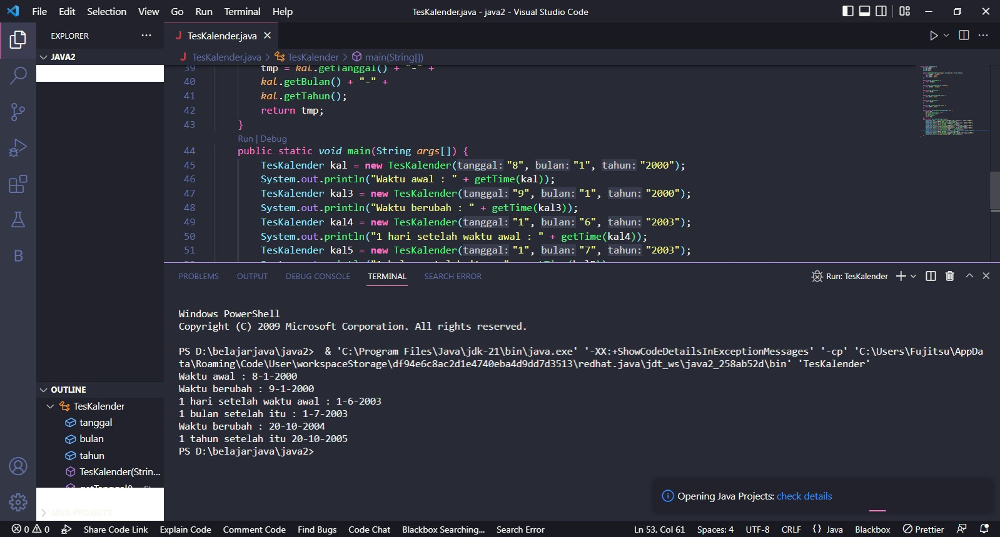 File Edit Selection View Go Run Terminal Help
TesKalender.java - java2 - Visual Studio Code
EXPLORER
TesKalender.java
JAVA2
TesKalender.java > TesKalender > main(String[])
39 tmp = kal.getTanggal() + "-" +
40 kal.getBulan() + "-" +
41 kal.getTahun();
42 return tmp;
43 }
Run | Debug
44 public static void main(String args[]) {
45 TesKalender kal = new TesKalender(tanggal: "8", bulan: "1", tahun: "2000");
46 System.out.println("Waktu awal : " + getTime(kal));
47 TesKalender kal3 = new TesKalender(tanggal: "9", bulan: "1", tahun: "2000");
48 System.out.println("Waktu berubah : " + getTime(kal3));
49 TesKalender kal4 = new TesKalender(tanggal: "1", bulan: "6", tahun: "2003");
50 System.out.println("1 hari setelah waktu awal : " + getTime(kal4));
51 TesKalender kal5 = new TesKalender(tanggal: "1", bulan: "7", tahun: "2003");
PROBLEMS OUTPUT DEBUG CONSOLE TERMINAL SEARCH ERROR
Run: TesKalender
Windows PowerShell
Copyright (C) 2009 Microsoft Corporation. All rights reserved.
PS D:\belajarjava\java2>  & 'C:\Program Files\Java\jdk-21\bin\java.exe' '-XX:+ShowCodeDetailsInExceptionMessages' '-cp' 'C:\Users\Fujitsu\AppDa
ta\Roaming\Code\User\workspaceStorage\df94e6c8ac2d1e4740eba4d9dd7d3513\redhat.java\jdt_ws\java2_258ab52d\bin' 'TesKalender'
Waktu awal : 8-1-2000
Waktu berubah : 9-1-2000
1 hari setelah waktu awal : 1-6-2003
1 bulan setelah itu : 1-7-2003
Waktu berubah : 20-10-2004
1 tahun setelah itu 20-10-2005
PS D:\belajarjava\java2>
OUTLINE
TesKalender
tanggal
bulan
tahun
TesKalender(Strin...
getTanggal()
JAVA PROJECTS
B
Opening Java Projects: check details
0 0 Share Code Link Explain Code Comment Code Find Bugs Code Chat Blackbox Searching... Search Error
Ln 53, Col 61 Spaces: 4 UTF-8 CRLF {} Java Blackbox Prettier